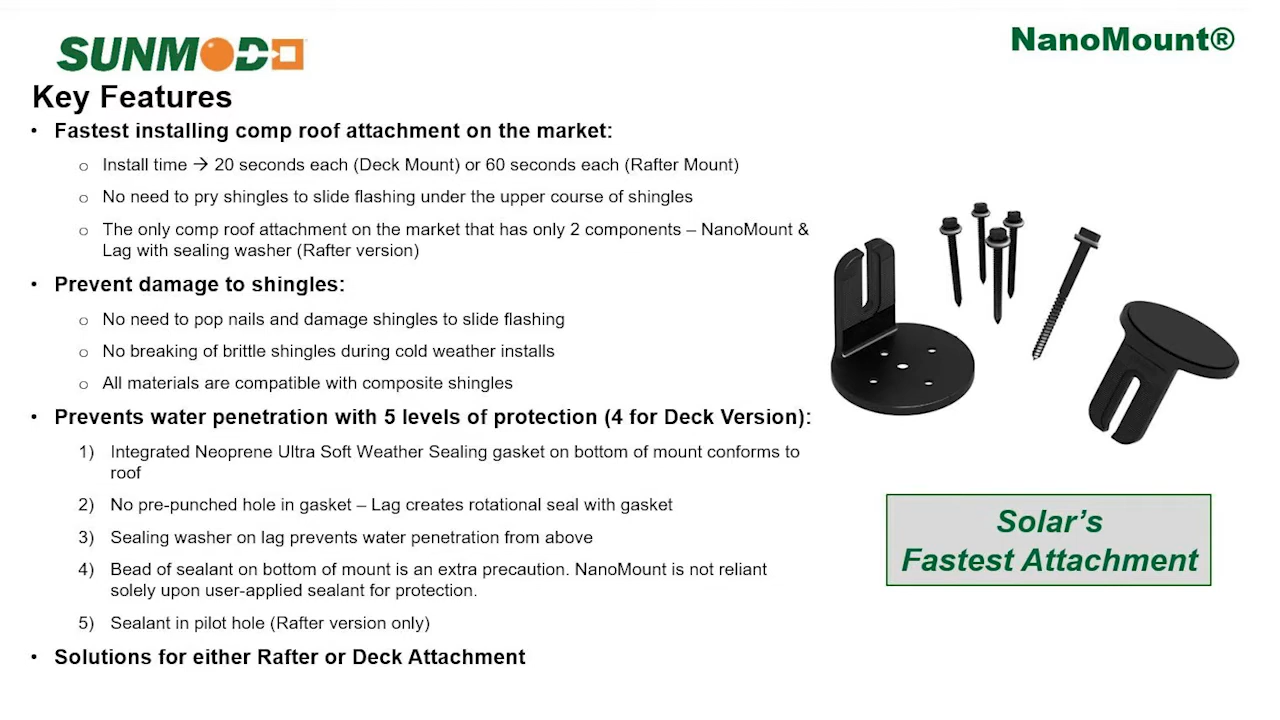 SUNMODO
NanoMount®
Key Features
• Fastest installing comp roof attachment on the market:
o Install time → 20 seconds each (Deck Mount) or 60 seconds each (Rafter Mount)
o No need to pry shingles to slide flashing under the upper course of shingles
o The only comp roof attachment on the market that has only 2 components – NanoMount &
Lag with sealing washer (Rafter version)
• Prevent damage to shingles:
o No need to pop nails and damage shingles to slide flashing
o No breaking of brittle shingles during cold weather installs
o All materials are compatible with composite shingles
• Prevents water penetration with 5 levels of protection (4 for Deck Version):
1) Integrated Neoprene Ultra Soft Weather Sealing gasket on bottom of mount conforms to
roof
2) No pre-punched hole in gasket – Lag creates rotational seal with gasket
3) Sealing washer on lag prevents water penetration from above
4) Bead of sealant on bottom of mount is an extra precaution. NanoMount is not reliant
solely upon user-applied sealant for protection.
5) Sealant in pilot hole (Rafter version only)
• Solutions for either Rafter or Deck Attachment
Solar's
Fastest Attachment